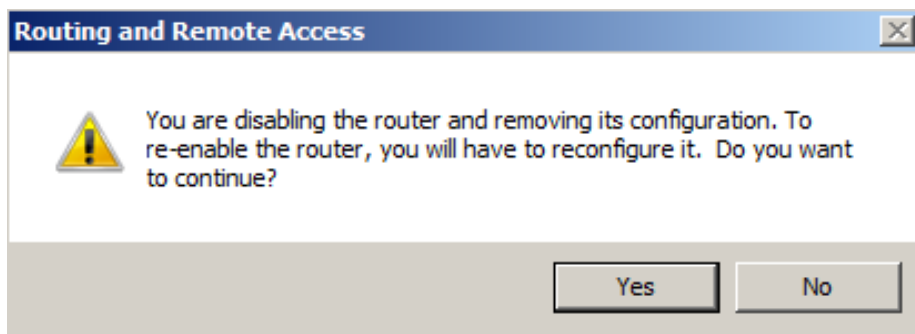 Routing and Remote Access
You are disabling the router and removing its configuration. To
re-enable the router, you will have to reconfigure it.  Do you want
to continue?
Yes
No